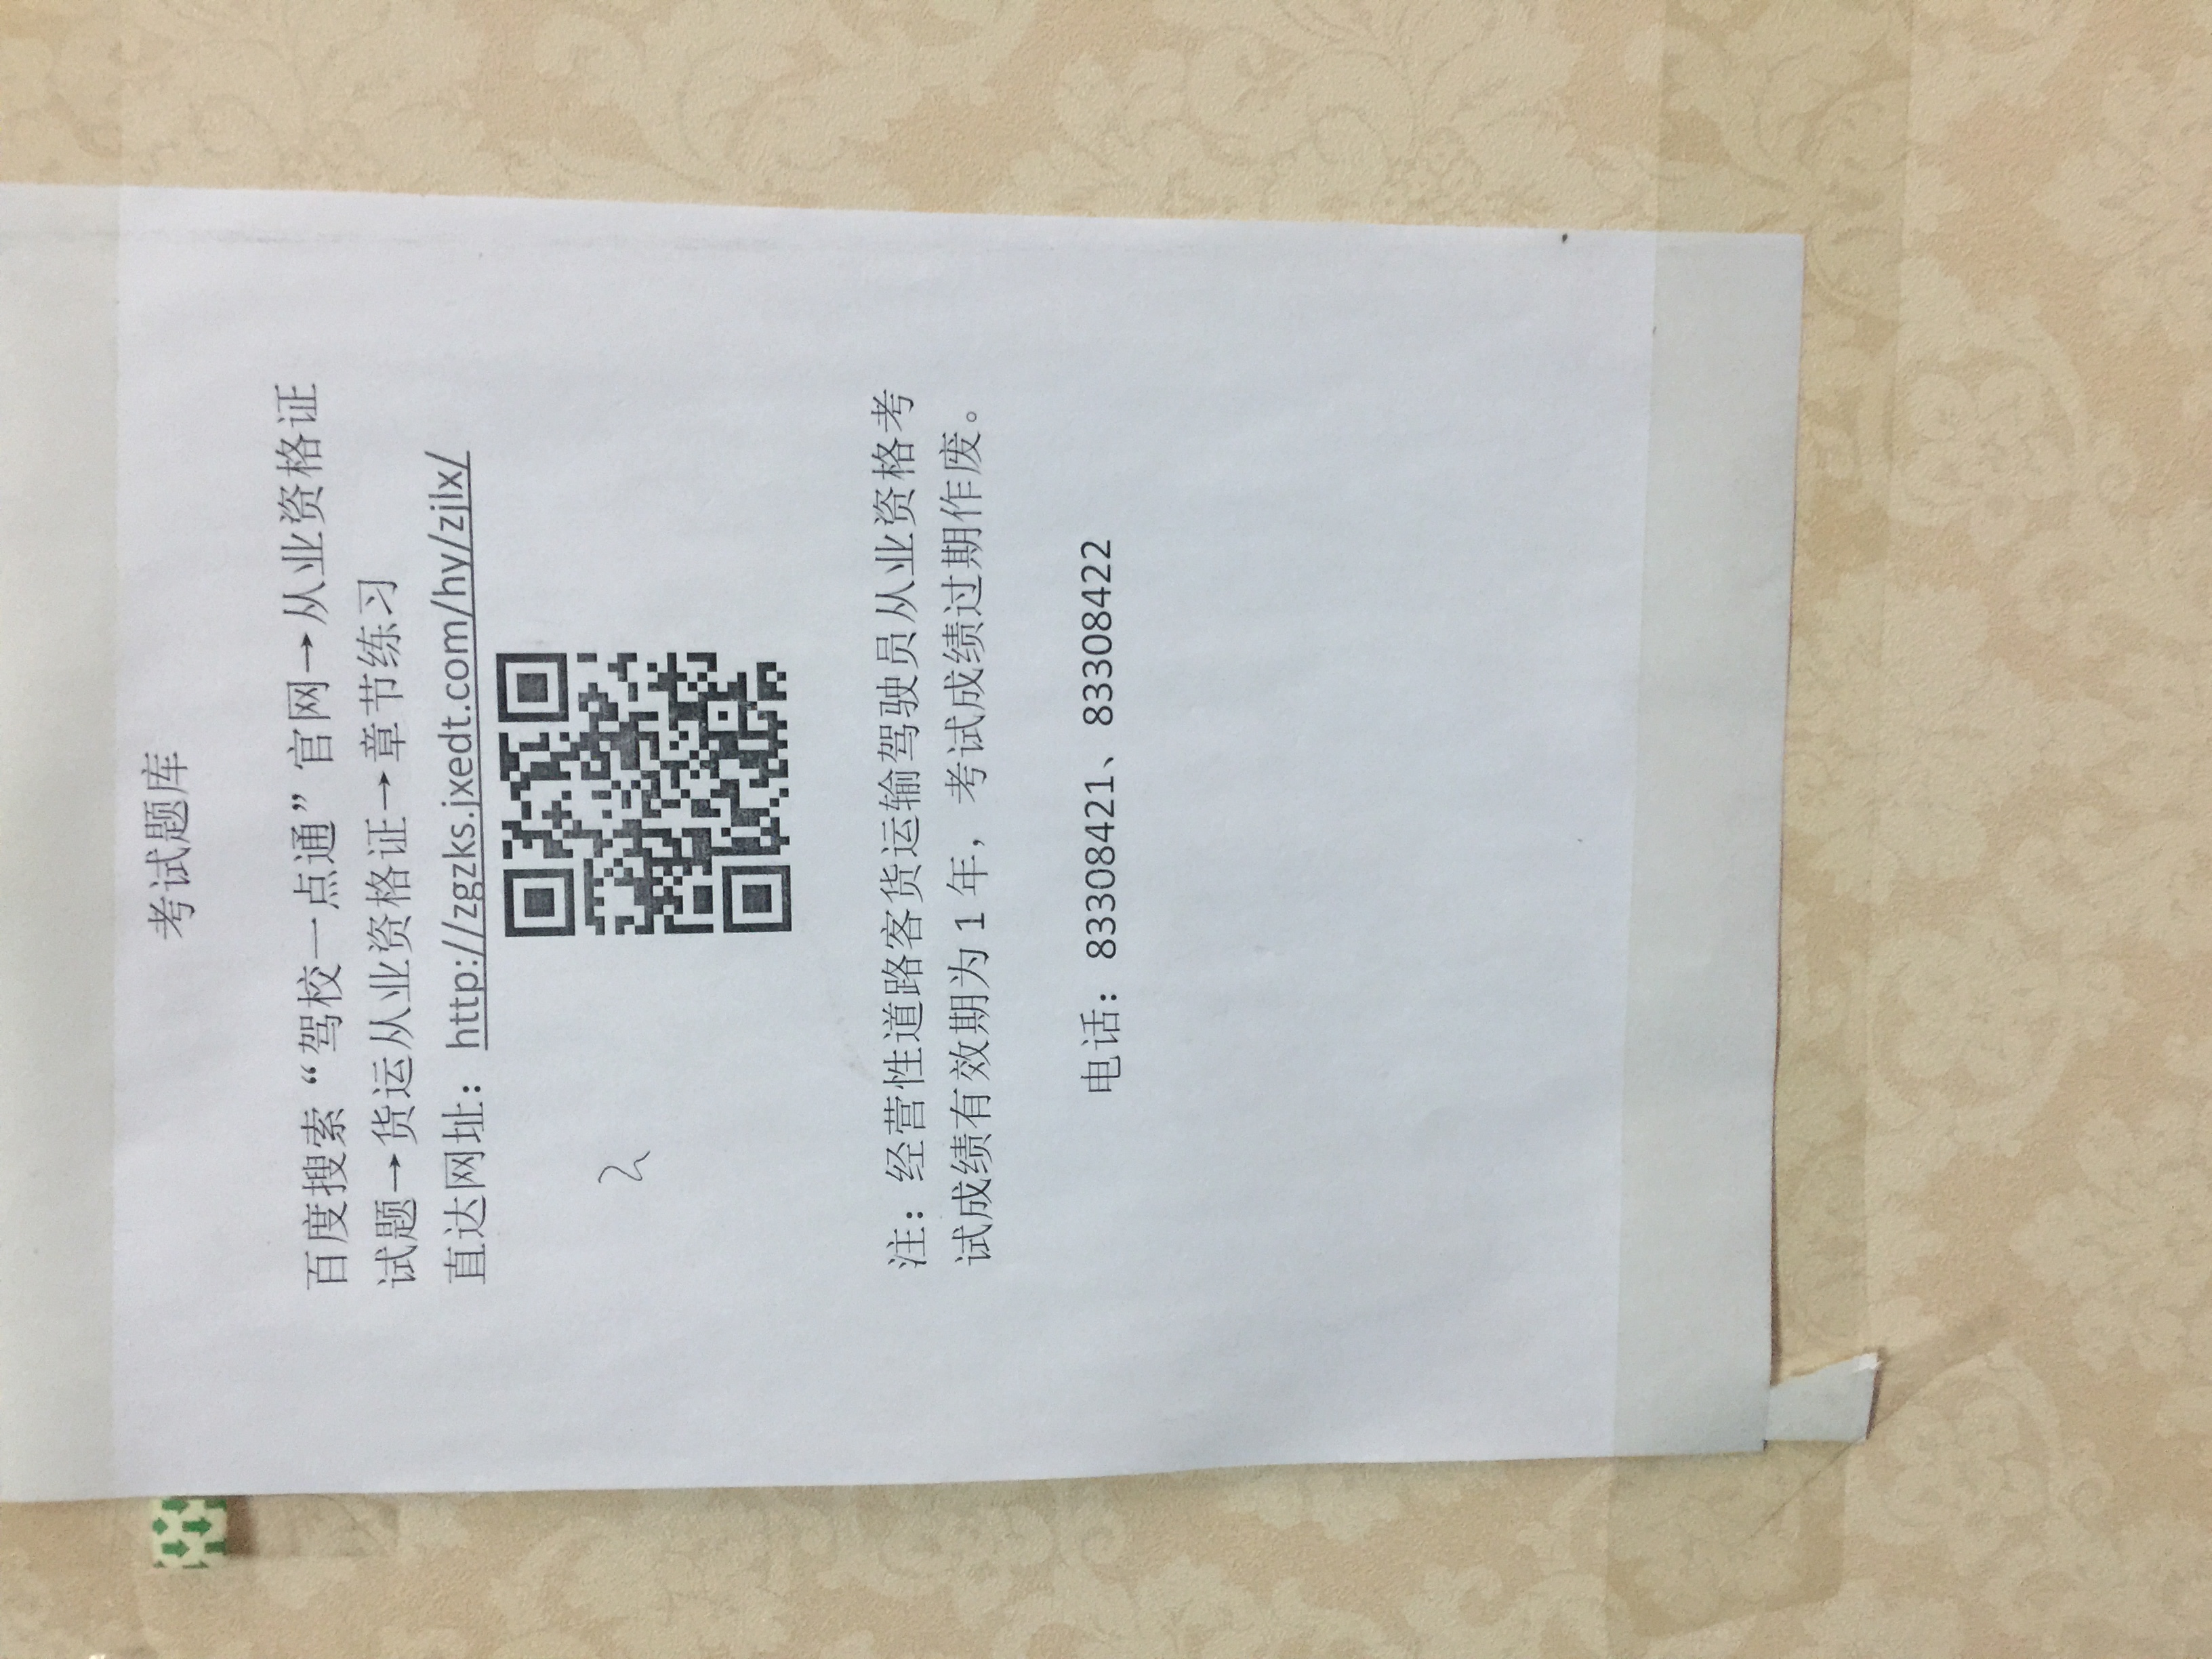 考试题库
百度搜索“驾校一点通”官网→从业资格证
试题→货运从业资格证→章节练习
直达网址：http://zgzks.jxedt.com/hy/zjlx/
注：经营性道路客货运输驾驶员从业资格考
试成绩有效期为1年，考试成绩过期作废。
电话：83308421、83308422